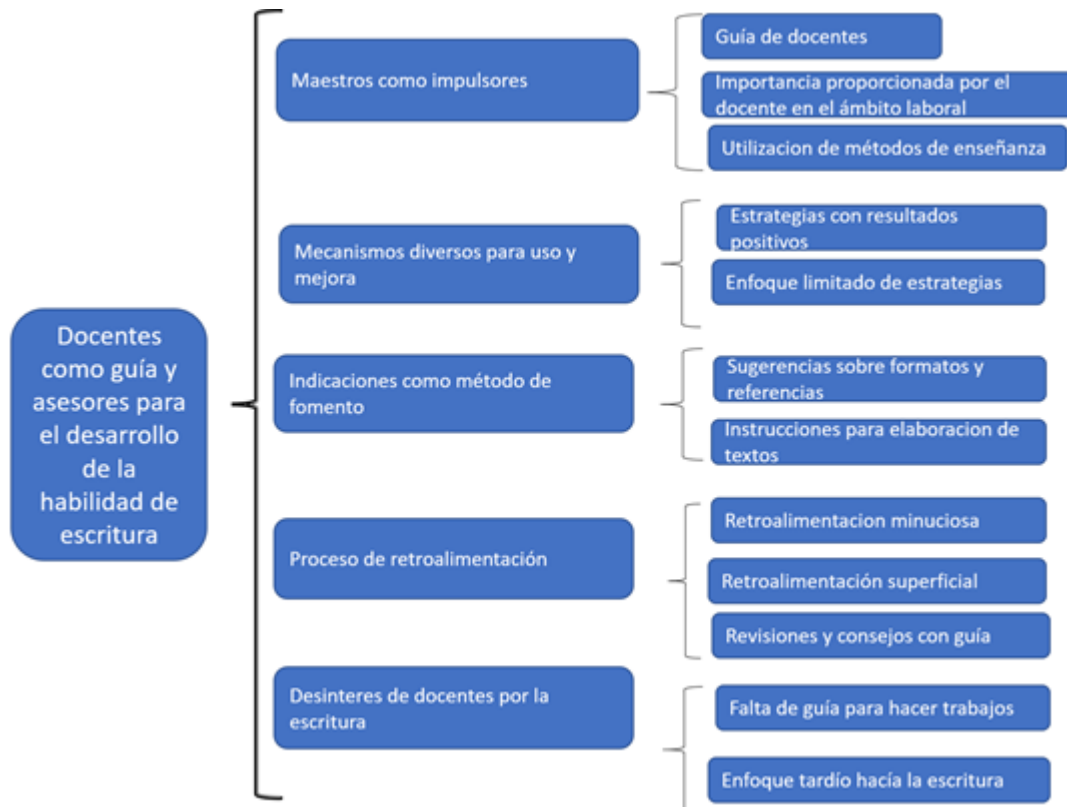 Docentes
como guía y
asesores para
el desarrollo
de la
habilidad de
escritura
Maestros como impulsores
Guía de docentes
Importancia proporcionada por el
docente en el ámbito laboral
Utilizacion de métodos de enseñanza
Mecanismos diversos para uso y
mejora
Estrategias con resultados
positivos
Enfoque limitado de estrategias
Indicaciones como método de
fomento
Sugerencias sobre formatos y
referencias
Instrucciones para elaboracion de
textos
Proceso de retroalimentación
Retroalimentacion minuciosa
Retroalimentación superficial
Revisiones y consejos con guía
Desinteres de docentes por la
escritura
Falta de guía para hacer trabajos
Enfoque tardío hacía la escritura